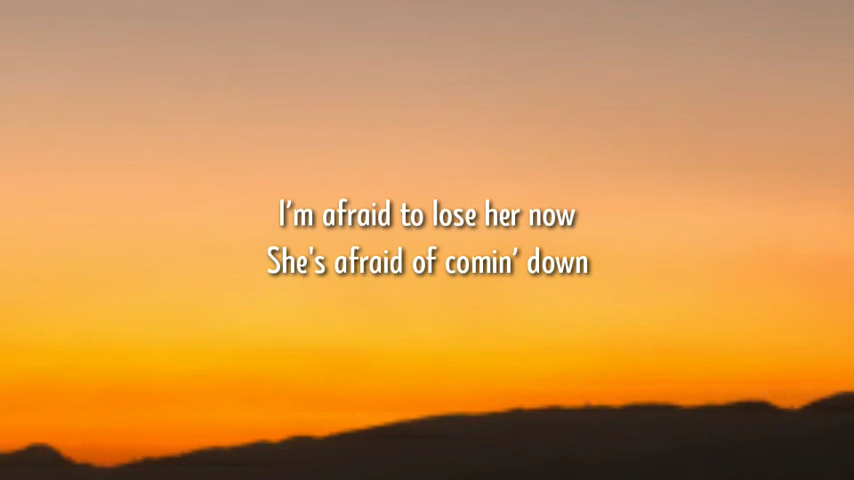 I’m afraid to lose her now
She's afraid of comin’ down